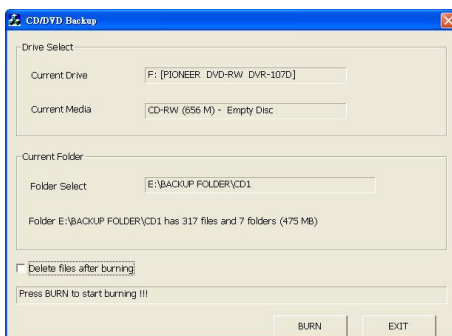 CD/DVD Backup
Drive Select
Current Drive F: [PIONEER DVD-RW DVR-107D]
Current Media CD-RW (656 M) - Empty Disc
Current Folder
Folder Select E:\BACKUP FOLDER\CD1
Folder E:\BACKUP FOLDER\CD1 has 317 files and 7 folders (475 MB)
Delete files after burning
Press BURN to start burning !!!
BURN EXIT